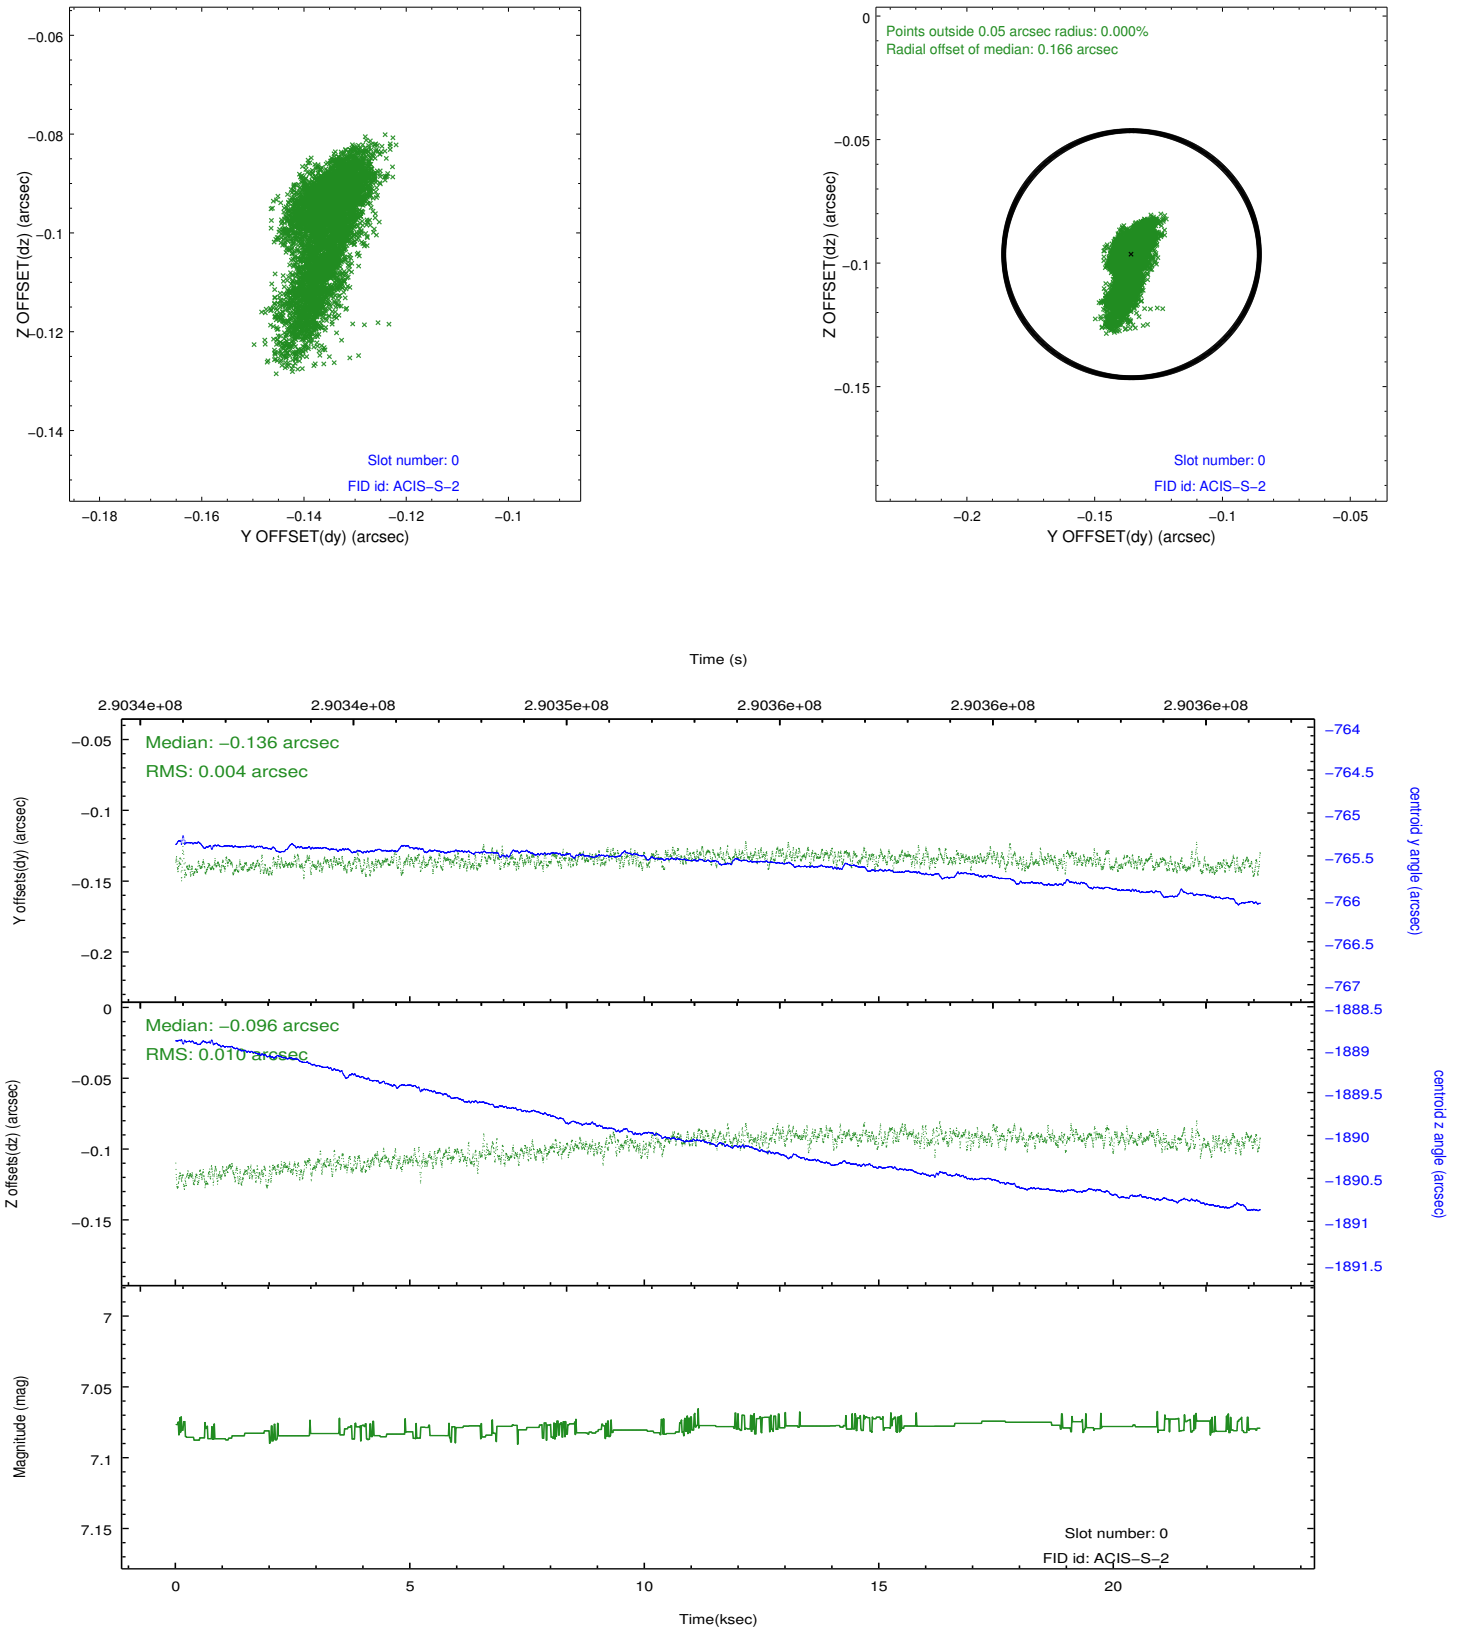 −0.06
−0.08
−0.1
−0.12
−0.14
Z OFFSET(dz) (arcsec)
Slot number: 0
FID id: ACIS−S−2
−0.18
−0.16
−0.14
−0.12
−0.1
Y OFFSET(dy) (arcsec)
Points outside 0.05 arcsec radius: 0.000%
Radial offset of median: 0.166 arcsec
0
−0.05
−0.1
−0.15
Z OFFSET(dz) (arcsec)
Slot number: 0
FID id: ACIS−S−2
−0.2
−0.15
−0.1
−0.05
Y OFFSET(dy) (arcsec)
Time (s)
2.9034e+08
2.9034e+08
2.9035e+08
2.9036e+08
2.9036e+08
2.9036e+08
Median: −0.136 arcsec
RMS: 0.004 arcsec
−0.05
−0.1
−0.15
−0.2
Y offsets(dy) (arcsec)
−764
−764.5
−765
−765.5
−766
−766.5
−767
centroid y angle (arcsec)
Median: −0.096 arcsec
RMS: 0.010 arcsec
0
−0.05
−0.1
−0.15
Z offsets(dz) (arcsec)
−1888.5
−1889
−1889.5
−1890
−1890.5
−1891
−1891.5
centroid z angle (arcsec)
7
7.05
7.1
7.15
Magnitude (mag)
Slot number: 0
FID id: ACIS−S−2
0
5
10
15
20
Time(ksec)